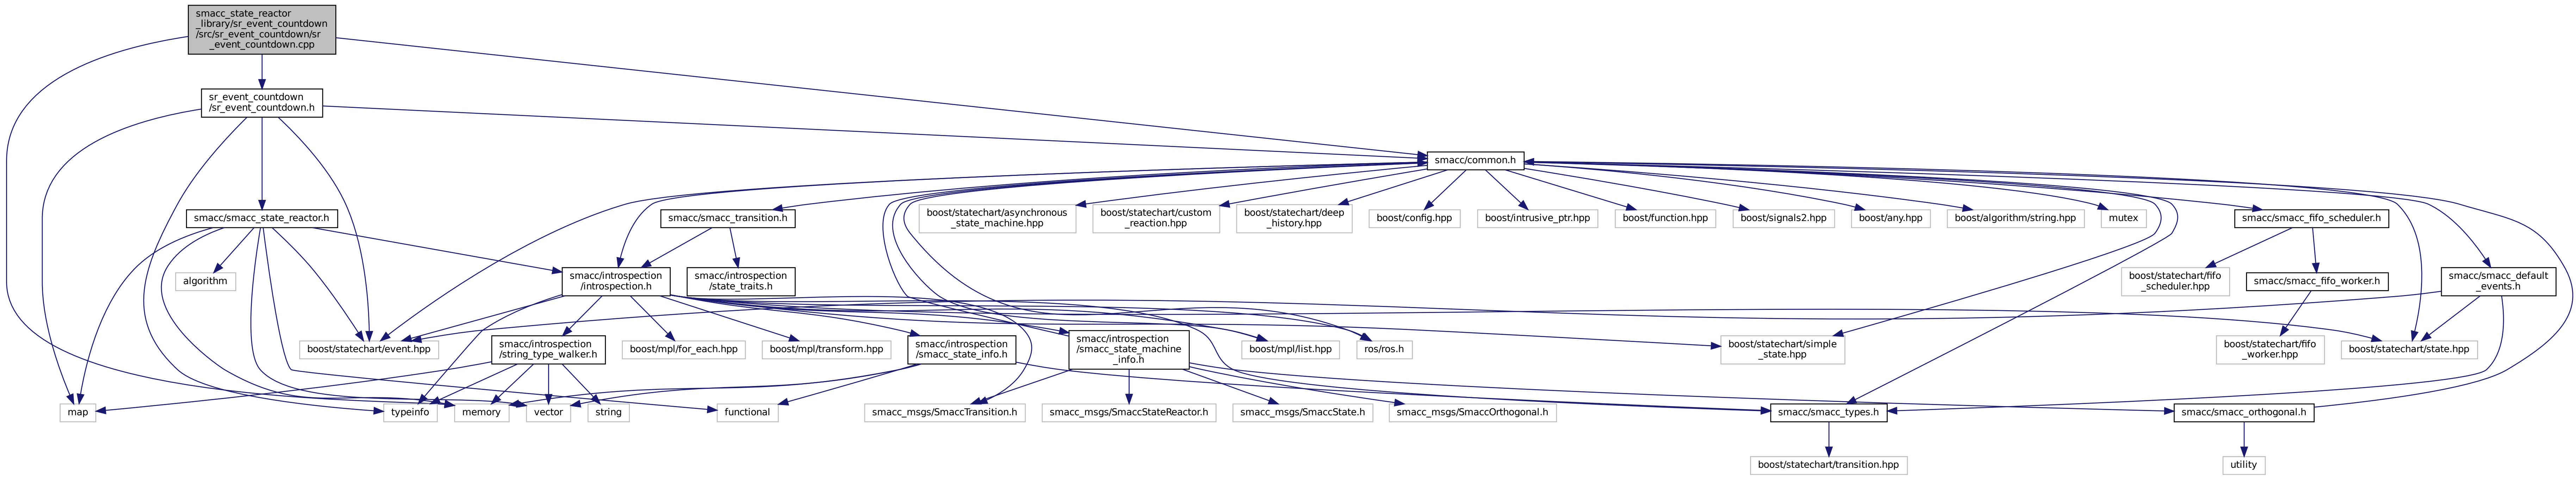 smacc_state_reactor
_library/sr_event_countdown
/src/sr_event_countdown/sr
_event_countdown.cpp
sr_event_countdown
/sr_event_countdown.h
smacc/common.h
smacc/smacc_state_reactor.h
smacc/smacc_transition.h
boost/statechart/asynchronous
_state_machine.hpp
boost/statechart/custom
_reaction.hpp
boost/statechart/deep
_history.hpp
boost/config.hpp
boost/intrusive_ptr.hpp
boost/function.hpp
boost/signals2.hpp
boost/any.hpp
boost/algorithm/string.hpp
mutex
smacc/smacc_fifo_scheduler.h
algorithm
smacc/introspection
/introspection.h
smacc/introspection
/state_traits.h
boost/statechart/fifo
_scheduler.hpp
smacc/smacc_fifo_worker.h
smacc/smacc_default
_events.h
boost/statechart/event.hpp
smacc/introspection
/string_type_walker.h
boost/mpl/for_each.hpp
boost/mpl/transform.hpp
smacc/introspection
/smacc_state_info.h
smacc/introspection
/smacc_state_machine
_info.h
boost/mpl/list.hpp
ros/ros.h
boost/statechart/simple
_state.hpp
boost/statechart/fifo
_worker.hpp
boost/statechart/state.hpp
map
typeinfo
memory
vector
string
functional
smacc_msgs/SmaccTransition.h
smacc_msgs/SmaccStateReactor.h
smacc_msgs/SmaccState.h
smacc_msgs/SmaccOrthogonal.h
smacc/smacc_types.h
smacc/smacc_orthogonal.h
boost/statechart/transition.hpp
utility